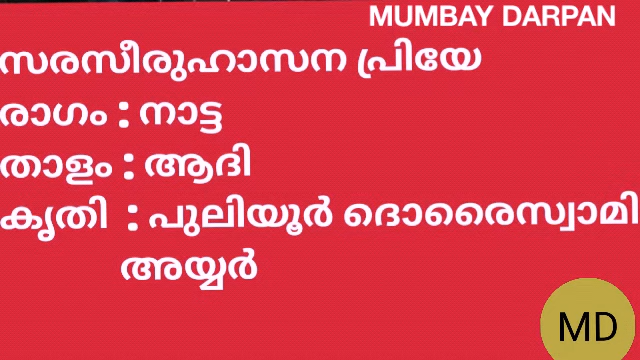 MUMBAY DARPAN
സരസീരുഹാസന പ്രിയേ
രാഗം : നാട്ട
താളം : ആദി
കൃതി : പുലിയൂർ ദൊരൈസ്വാമി
അയ്യർ
MD